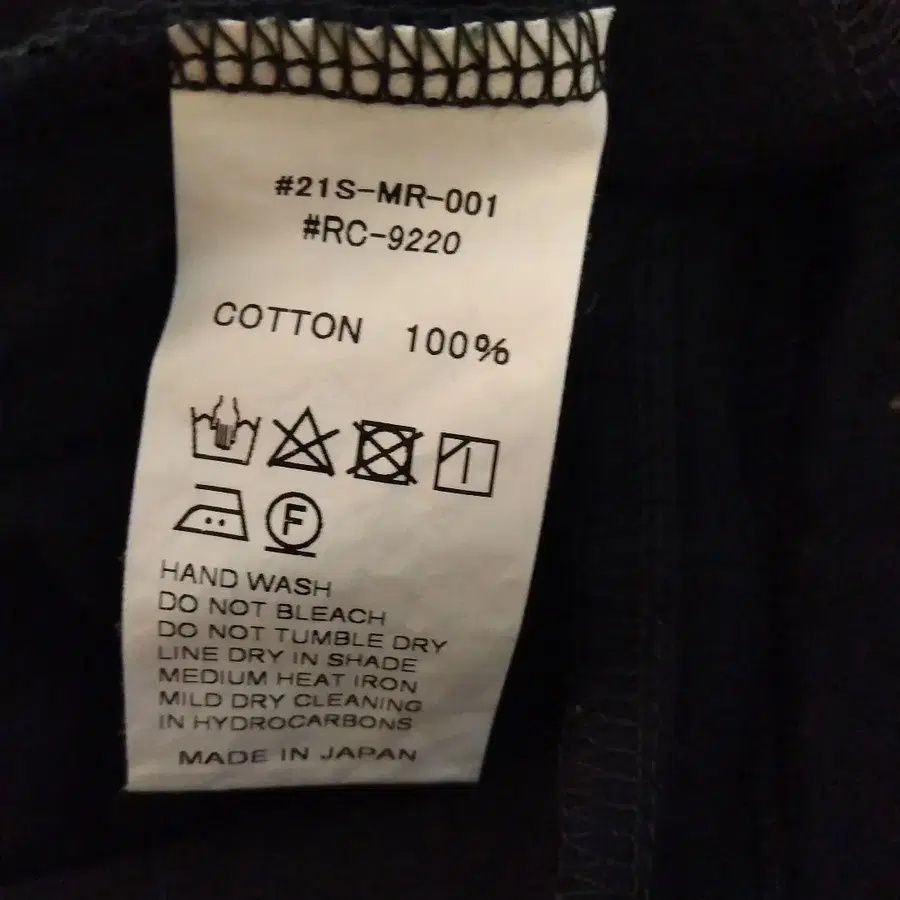 #21S-MR-001
#RC-9220
COTTON 100%
F
HAND WASH
DO NOT BLEACH
DO NOT TUMBLE DRY
LINE DRY IN SHADE
MEDIUM HEAT IRON
MILD DRY CLEANING
IN HYDROCARBONS
MADE IN JAPAN